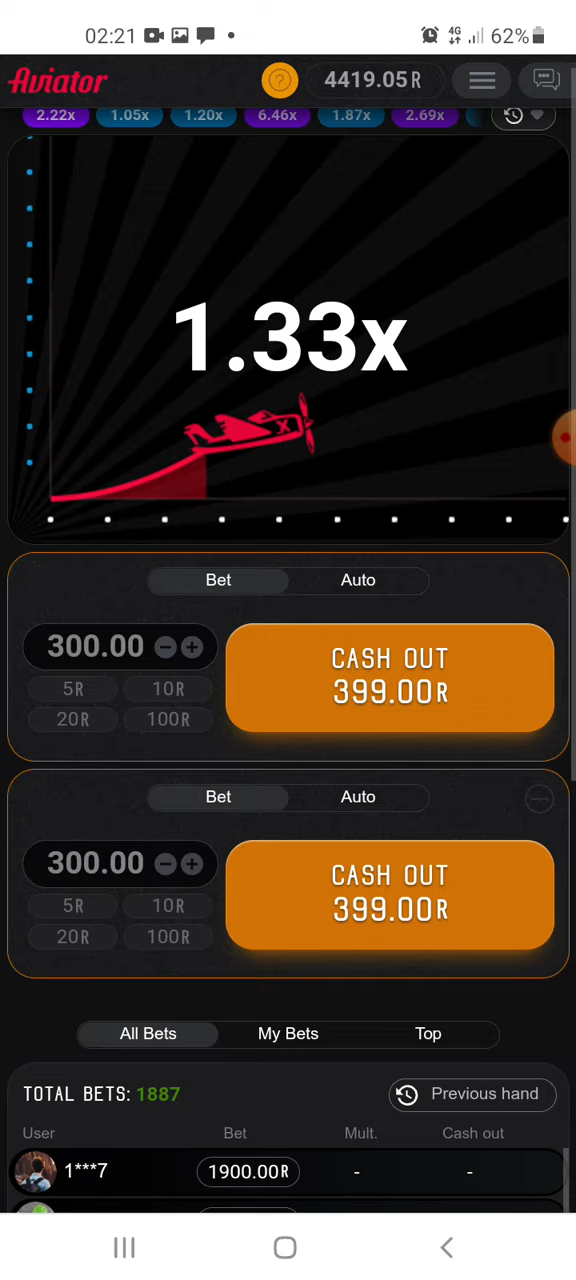 02:21 4G 62%
Aviator ? 4419.05R
2.22x 1.05x 1.20x 6.46x 1.87x 2.69x
1.33x
X
Bet Auto
300.00 CASH OUT
399.00R
5R 10R
20R 100R
Bet Auto
300.00 CASH OUT
399.00R
5R 10R
20R 100R
All Bets My Bets Top
TOTAL BETS: 1887 Previous hand
User Bet Mult. Cash out
1***7 1900.00R - -